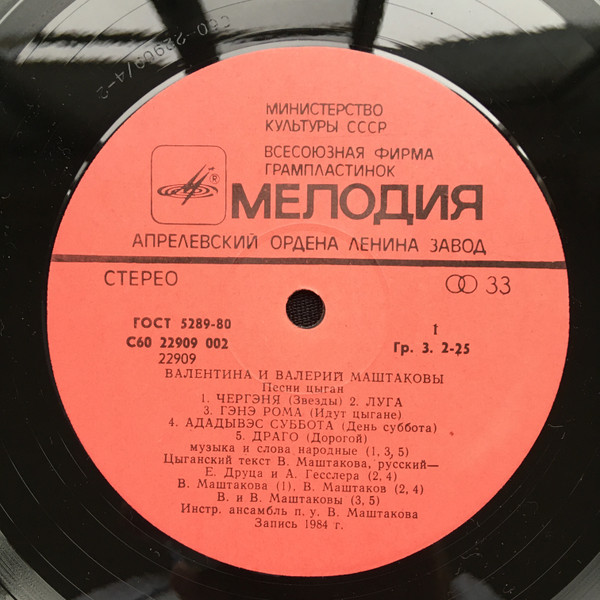 С60-22909/4-2
МИНИСТЕРСТВО
КУЛЬТУРЫ СССР
ВСЕСОЮЗНАЯ ФИРМА
ГРАМПЛАСТИНОК
®
МЕЛОДИЯ
АПРЕЛЕВСКИЙ ОРДЕНА ЛЕНИНА ЗАВОД
СТЕРЕО
33
ГОСТ 5289-80
1
С60 22909 002
Гр. 3. 2-25
22909
ВАЛЕНТИНА И ВАЛЕРИЙ МАШТАКОВЫ
Песни цыган
1. ЧЕРГЭНЯ (Звезды) 2. ЛУГА
3. ГЭНЭ РОМА (Идут цыгане)
4. АДАДЫВЭС СУББОТА (День суббота)
5. ДРАГО (Дорогой)
музыка и слова народные (1, 3, 5)
Цыганский текст В. Маштакова, русский—
Е. Друца и А. Гесслера (2, 4)
В. Маштакова (1), В. Маштаков (2, 4)
В. и В. Маштаковы (3, 5)
Инстр. ансамбль п. у. В. Маштакова
Запись 1984 г.